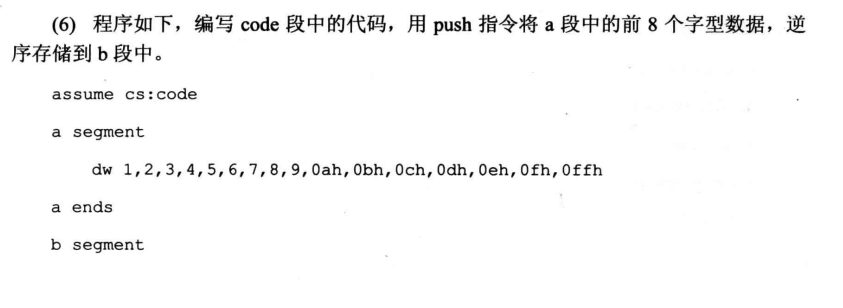 (6) 程序如下，编写 code 段中的代码，用 push 指令将 a 段中的前 8 个字型数据，逆
序存储到 b 段中。
assume cs:code
a segment
dw 1,2,3,4,5,6,7,8,9,0ah,0bh,0ch,0dh,0eh,0fh,0ffh
a ends
b segment